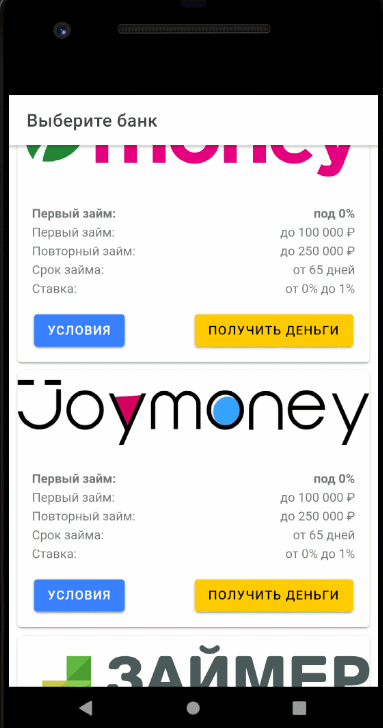 Выберите банк
money
Первый займ: под 0%
Первый займ: до 100 000 ₽
Повторный займ: до 250 000 ₽
Срок займа: от 65 дней
Ставка: от 0% до 1%
УСЛОВИЯ ПОЛУЧИТЬ ДЕНЬГИ
Joymoney
Первый займ: под 0%
Первый займ: до 100 000 ₽
Повторный займ: до 250 000 ₽
Срок займа: от 65 дней
Ставка: от 0% до 1%
УСЛОВИЯ ПОЛУЧИТЬ ДЕНЬГИ
ЗАЙМЕР